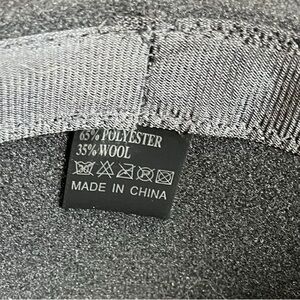 65% POLYESTER
35% WOOL
MADE IN CHINA